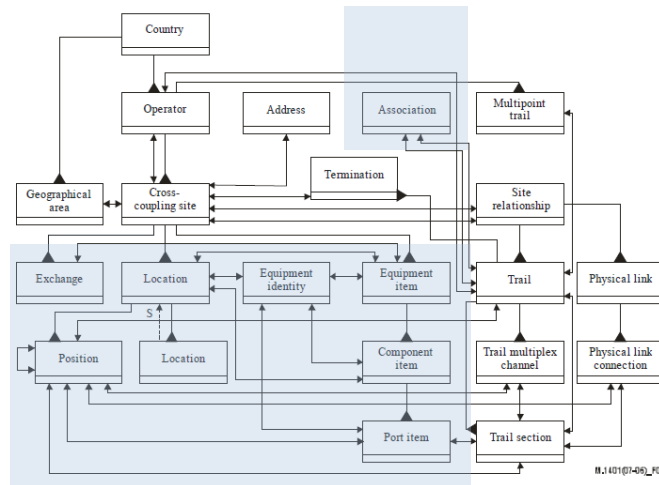 Country
Operator
Address
Association
Multipoint
trail
Geographical
area
Cross-
coupling site
Termination
Site
relationship
Exchange
Location
Equipment
identity
Equipment
item
Trail
Physical link
S
Position
Location
Component
item
Trail multiplex
channel
Physical link
connection
Port item
Trail section
M.1401(07-06)_F0